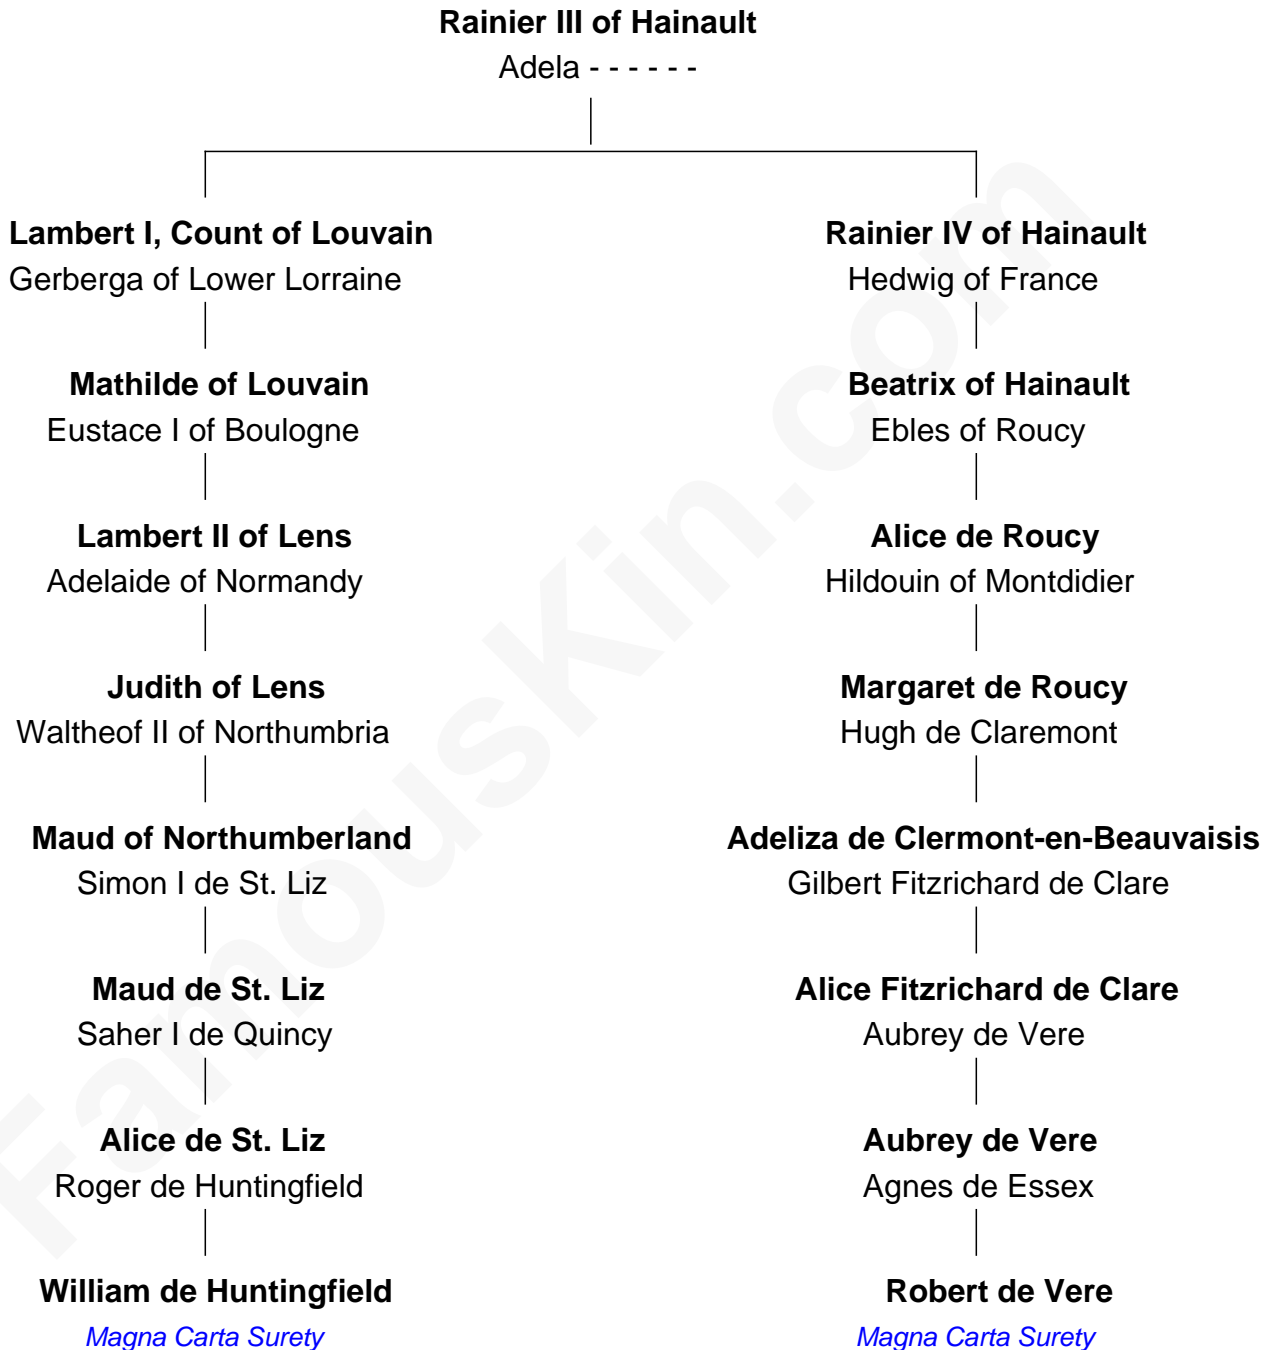 Rainier III of Hainault
Adela - - - - - -
Lambert I, Count of Louvain
Gerberga of Lower Lorraine
Rainier IV of Hainault
Hedwig of France
Mathilde of Louvain
Eustace I of Boulogne
Beatrix of Hainault
Ebles of Roucy
Lambert II of Lens
Adelaide of Normandy
Alice de Roucy
Hildouin of Montdidier
Judith of Lens
Waltheof II of Northumbria
Margaret de Roucy
Hugh de Claremont
Maud of Northumberland
Simon I de St. Liz
Adeliza de Clermont-en-Beauvaisis
Gilbert Fitzrichard de Clare
Maud de St. Liz
Saher I de Quincy
Alice Fitzrichard de Clare
Aubrey de Vere
Alice de St. Liz
Roger de Huntingfield
Aubrey de Vere
Agnes de Essex
William de Huntingfield
Magna Carta Surety
Robert de Vere
Magna Carta Surety
FamousKin.com